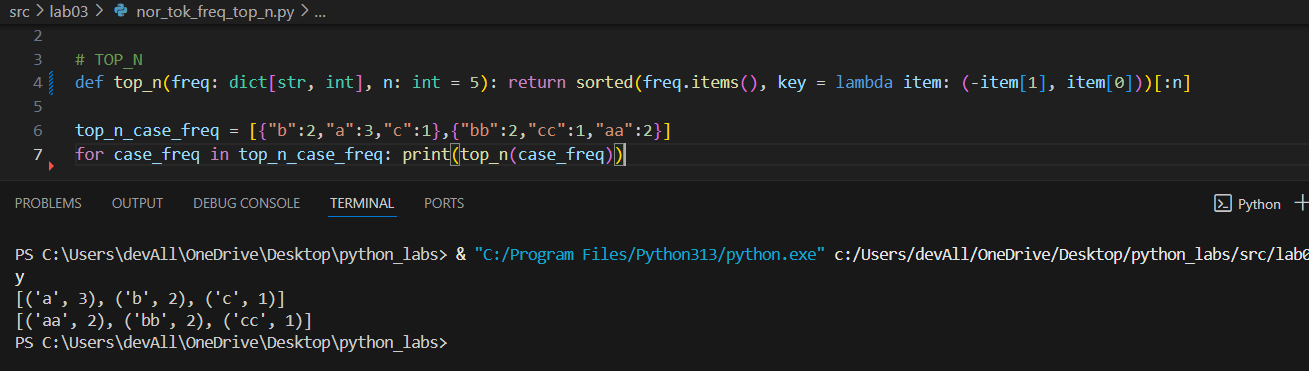 src > lab03 > nor_tok_freq_top_n.py > ...
2
3 # TOP_N
4 def top_n(freq: dict[str, int], n: int = 5): return sorted(freq.items(), key = lambda item: (-item[1], item[0]))[:n]
5
6 top_n_case_freq = [{"b":2,"a":3,"c":1},{"bb":2,"cc":1,"aa":2}]
7 for case_freq in top_n_case_freq: print(top_n(case_freq))
PROBLEMS OUTPUT DEBUG CONSOLE TERMINAL PORTS Python
PS C:\Users\devAll\OneDrive\Desktop\python_labs> & "C:/Program Files/Python313/python.exe" c:/Users/devAll/OneDrive/Desktop/python_labs/src/lab0
y
[('a', 3), ('b', 2), ('c', 1)]
[('aa', 2), ('bb', 2), ('cc', 1)]
PS C:\Users\devAll\OneDrive\Desktop\python_labs>